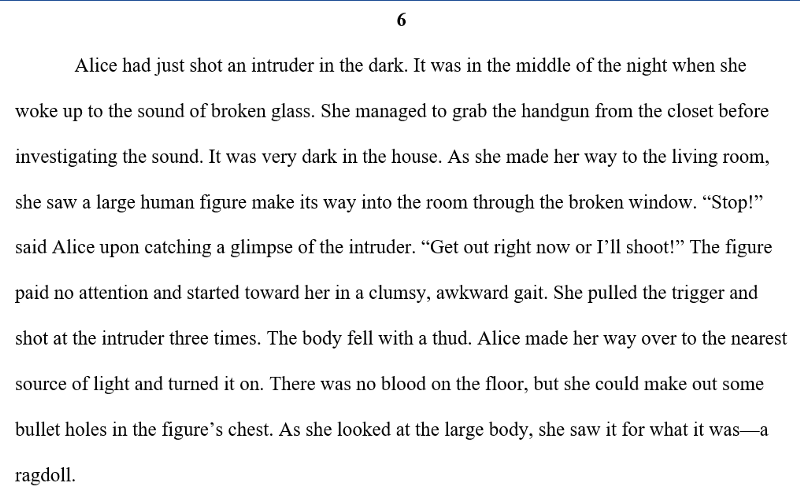 6
Alice had just shot an intruder in the dark. It was in the middle of the night when she
woke up to the sound of broken glass. She managed to grab the handgun from the closet before
investigating the sound. It was very dark in the house. As she made her way to the living room,
she saw a large human figure make its way into the room through the broken window. “Stop!”
said Alice upon catching a glimpse of the intruder. “Get out right now or I’ll shoot!” The figure
paid no attention and started toward her in a clumsy, awkward gait. She pulled the trigger and
shot at the intruder three times. The body fell with a thud. Alice made her way over to the nearest
source of light and turned it on. There was no blood on the floor, but she could make out some
bullet holes in the figure’s chest. As she looked at the large body, she saw it for what it was—a
ragdoll.